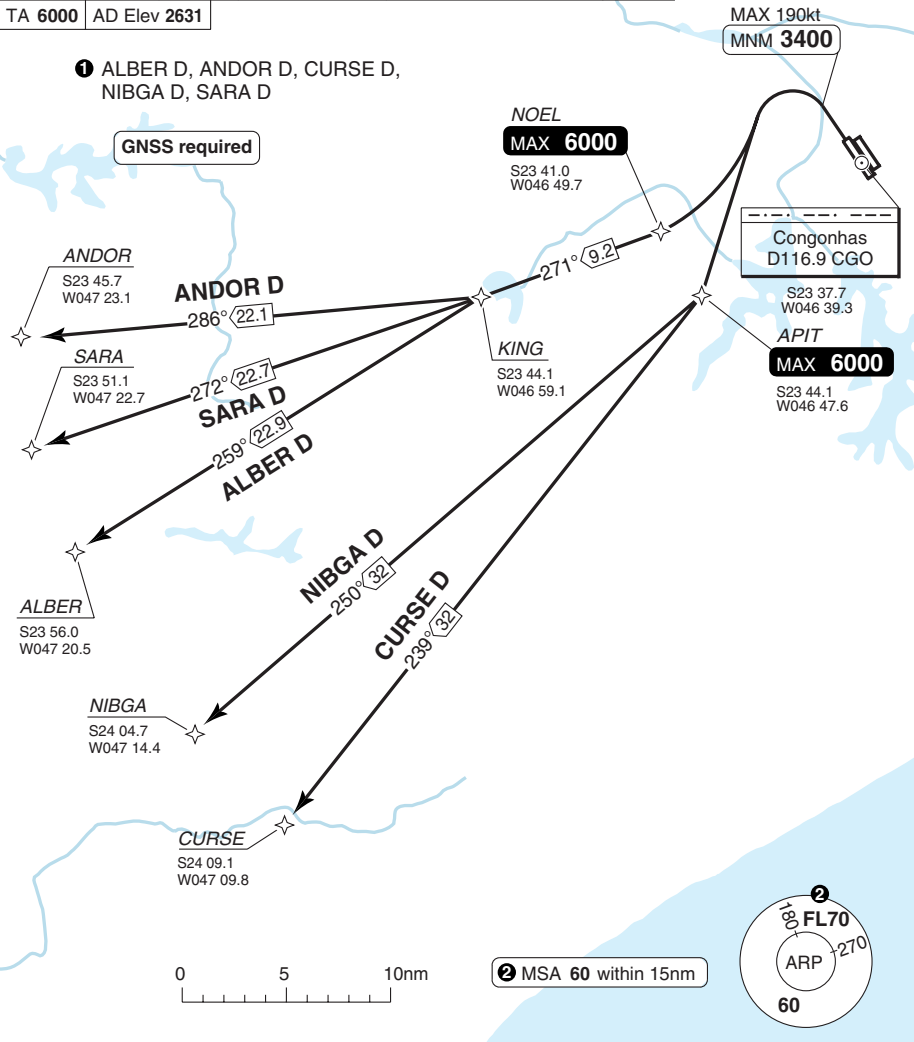 TA 6000 AD Elev 2631
MAX 190kt
MNM 3400
❶ ALBER D, ANDOR D, CURSE D,
NIBGA D, SARA D
GNSS required
NOEL
MAX 6000
S23 41.0
W046 49.7
Congonhas
D116.9 CGO
S23 37.7
W046 39.3
ANDOR
S23 45.7
W047 23.1
ANDOR D
286° 22.1
271° 9.2
KING
S23 44.1
W046 59.1
APIT
MAX 6000
S23 44.1
W046 47.6
SARA
S23 51.1
W047 22.7
272° 22.7
SARA D
259° 22.9
ALBER D
ALBER
S23 56.0
W047 20.5
NIBGA D
250° 32
CURSE D
239° 32
NIBGA
S24 04.7
W047 14.4
CURSE
S24 09.1
W047 09.8
0 5 10nm
❷ MSA 60 within 15nm
❷
180
FL70
270
ARP
60